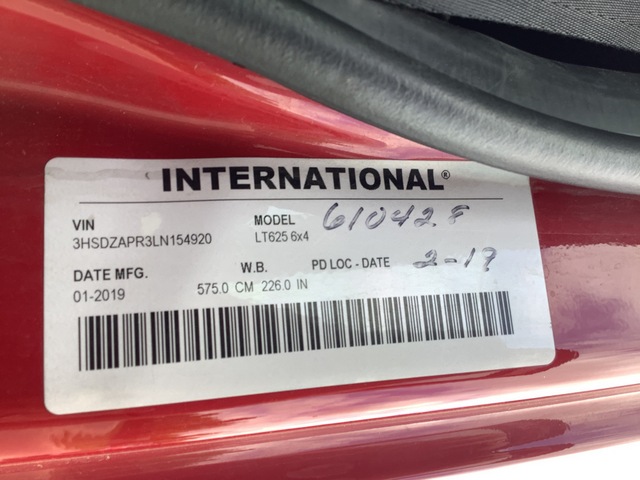 INTERNATIONAL®
VIN MODEL 61042.8
3HSDZAPR3LN154920 LT625 6x4
DATE MFG. W.B. PD LOC - DATE 2-19
01-2019 575.0 CM 226.0 IN